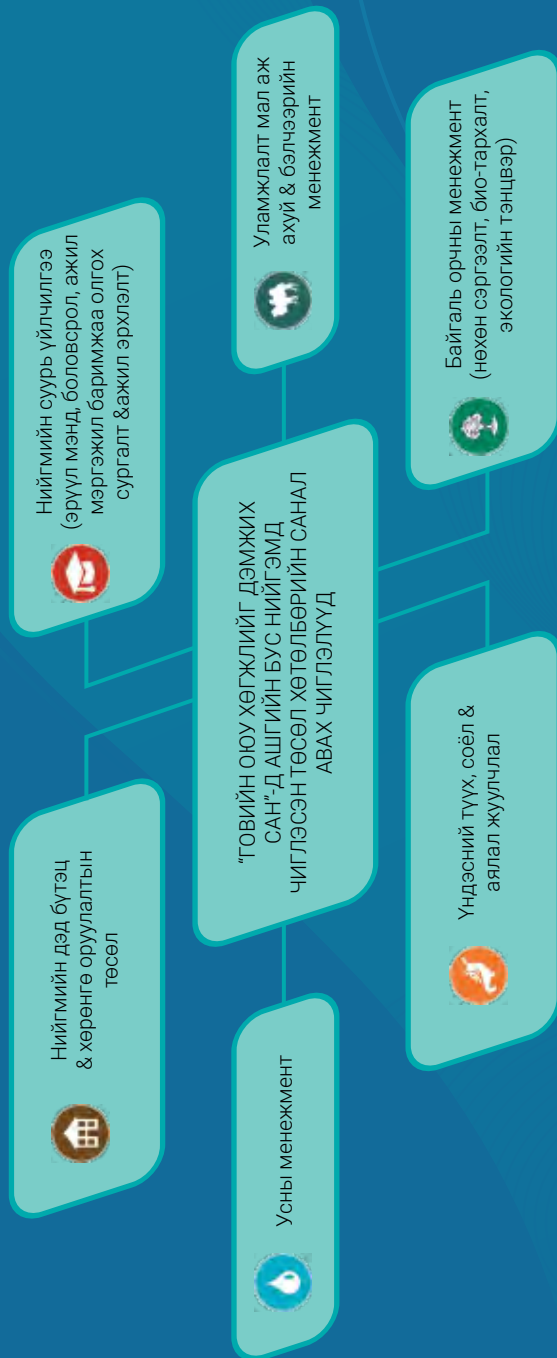 Нийгмийн дэд бүтэц
& хөрөнгө оруулалтын
төсөл
Нийгмийн суурь үйлчилгээ
(эрүүл мэнд, боловсрол, ажил
мэргэжил баримжаа олгох
сургалт &ажил эрхлэлт)
Усны менежмент
“ГОВИЙН ОЮУ ХӨГЖЛИЙГ ДЭМЖИХ
САН”-Д АШГИЙН БУС НИЙГЭМД
ЧИГЛЭСЭН ТӨСӨЛ ХӨТӨЛБӨРИЙН САНАЛ
АВАХ ЧИГЛЭЛҮҮД
Уламжлалт мал аж
ахуй & бэлчээрийн
менежмент
Үндэсний түүх, соёл &
аялал жуулчлал
Байгаль орчны менежмент
(нөхөн сэргээлт, био-тархалт,
экологийн тэнцвэр)